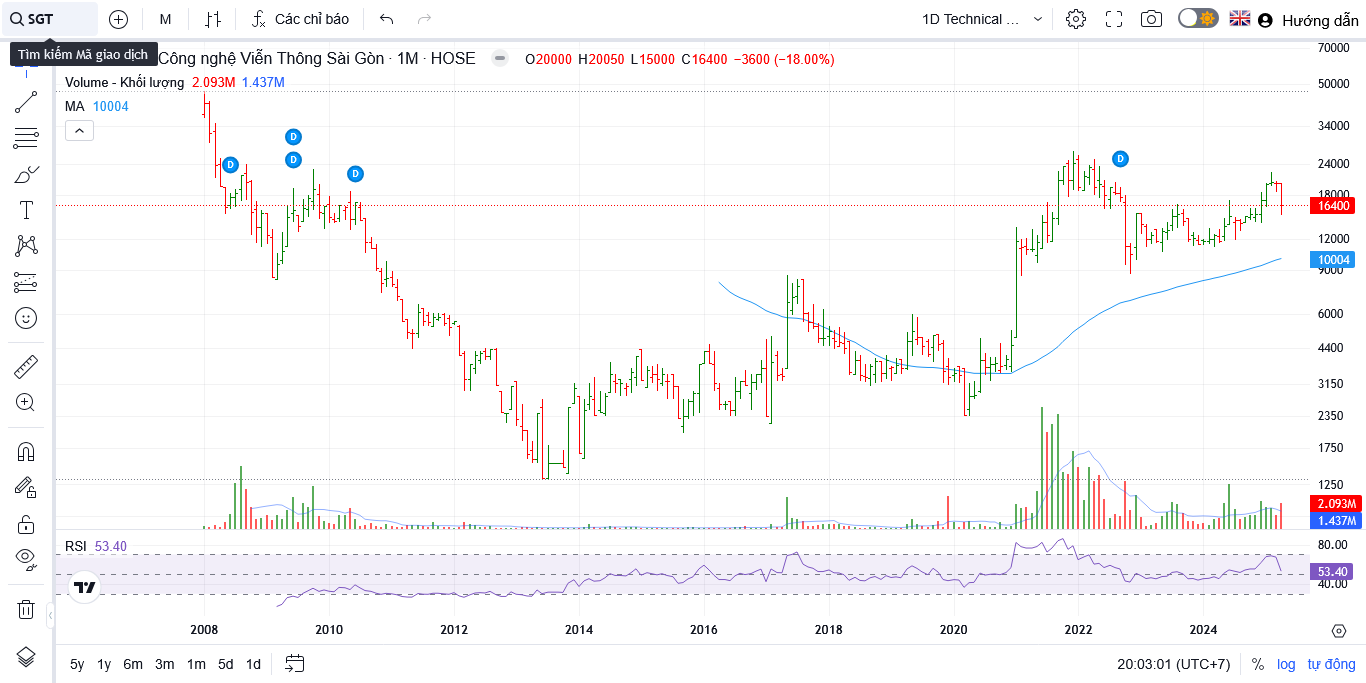 SGT M Các chỉ báo 1D Technical ... Hướng dẫn
Tìm kiếm Mã giao dịch
Công nghệ Viễn Thông Sài Gòn · 1M · HOSE O20000 H20050 L15000 C16400 −3600 (−18.00%)
Volume - Khối lượng 2.093M 1.437M
MA 10004
D
D
D
D
D
70000
50000
34000
24000
18000
16400
12000
10004
9000
6000
4400
3150
2350
1750
1250
2.093M
1.437M
RSI 53.40
80.00
53.40
40.00
2008 2010 2012 2014 2016 2018 2020 2022 2024
5y 1y 6m 3m 1m 5d 1d 20:03:01 (UTC+7) % log tự động